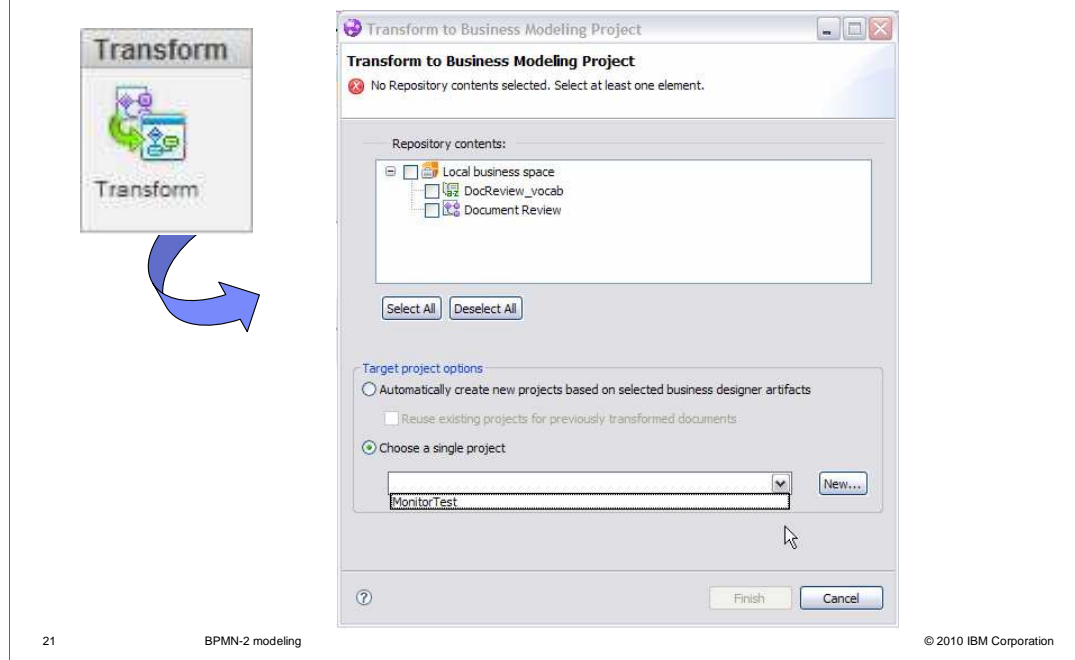 Transform
Transform
Transform to Business Modeling Project
Transform to Business Modeling Project
No Repository contents selected. Select at least one element.
Repository contents:
Local business space
DocReview_vocab
Document Review
Select All Deselect All
Target project options
Automatically create new projects based on selected business designer artifacts
Reuse existing projects for previously transformed documents
Choose a single project
New...
MonitorTest
Finish Cancel
21 BPMN-2 modeling © 2010 IBM Corporation